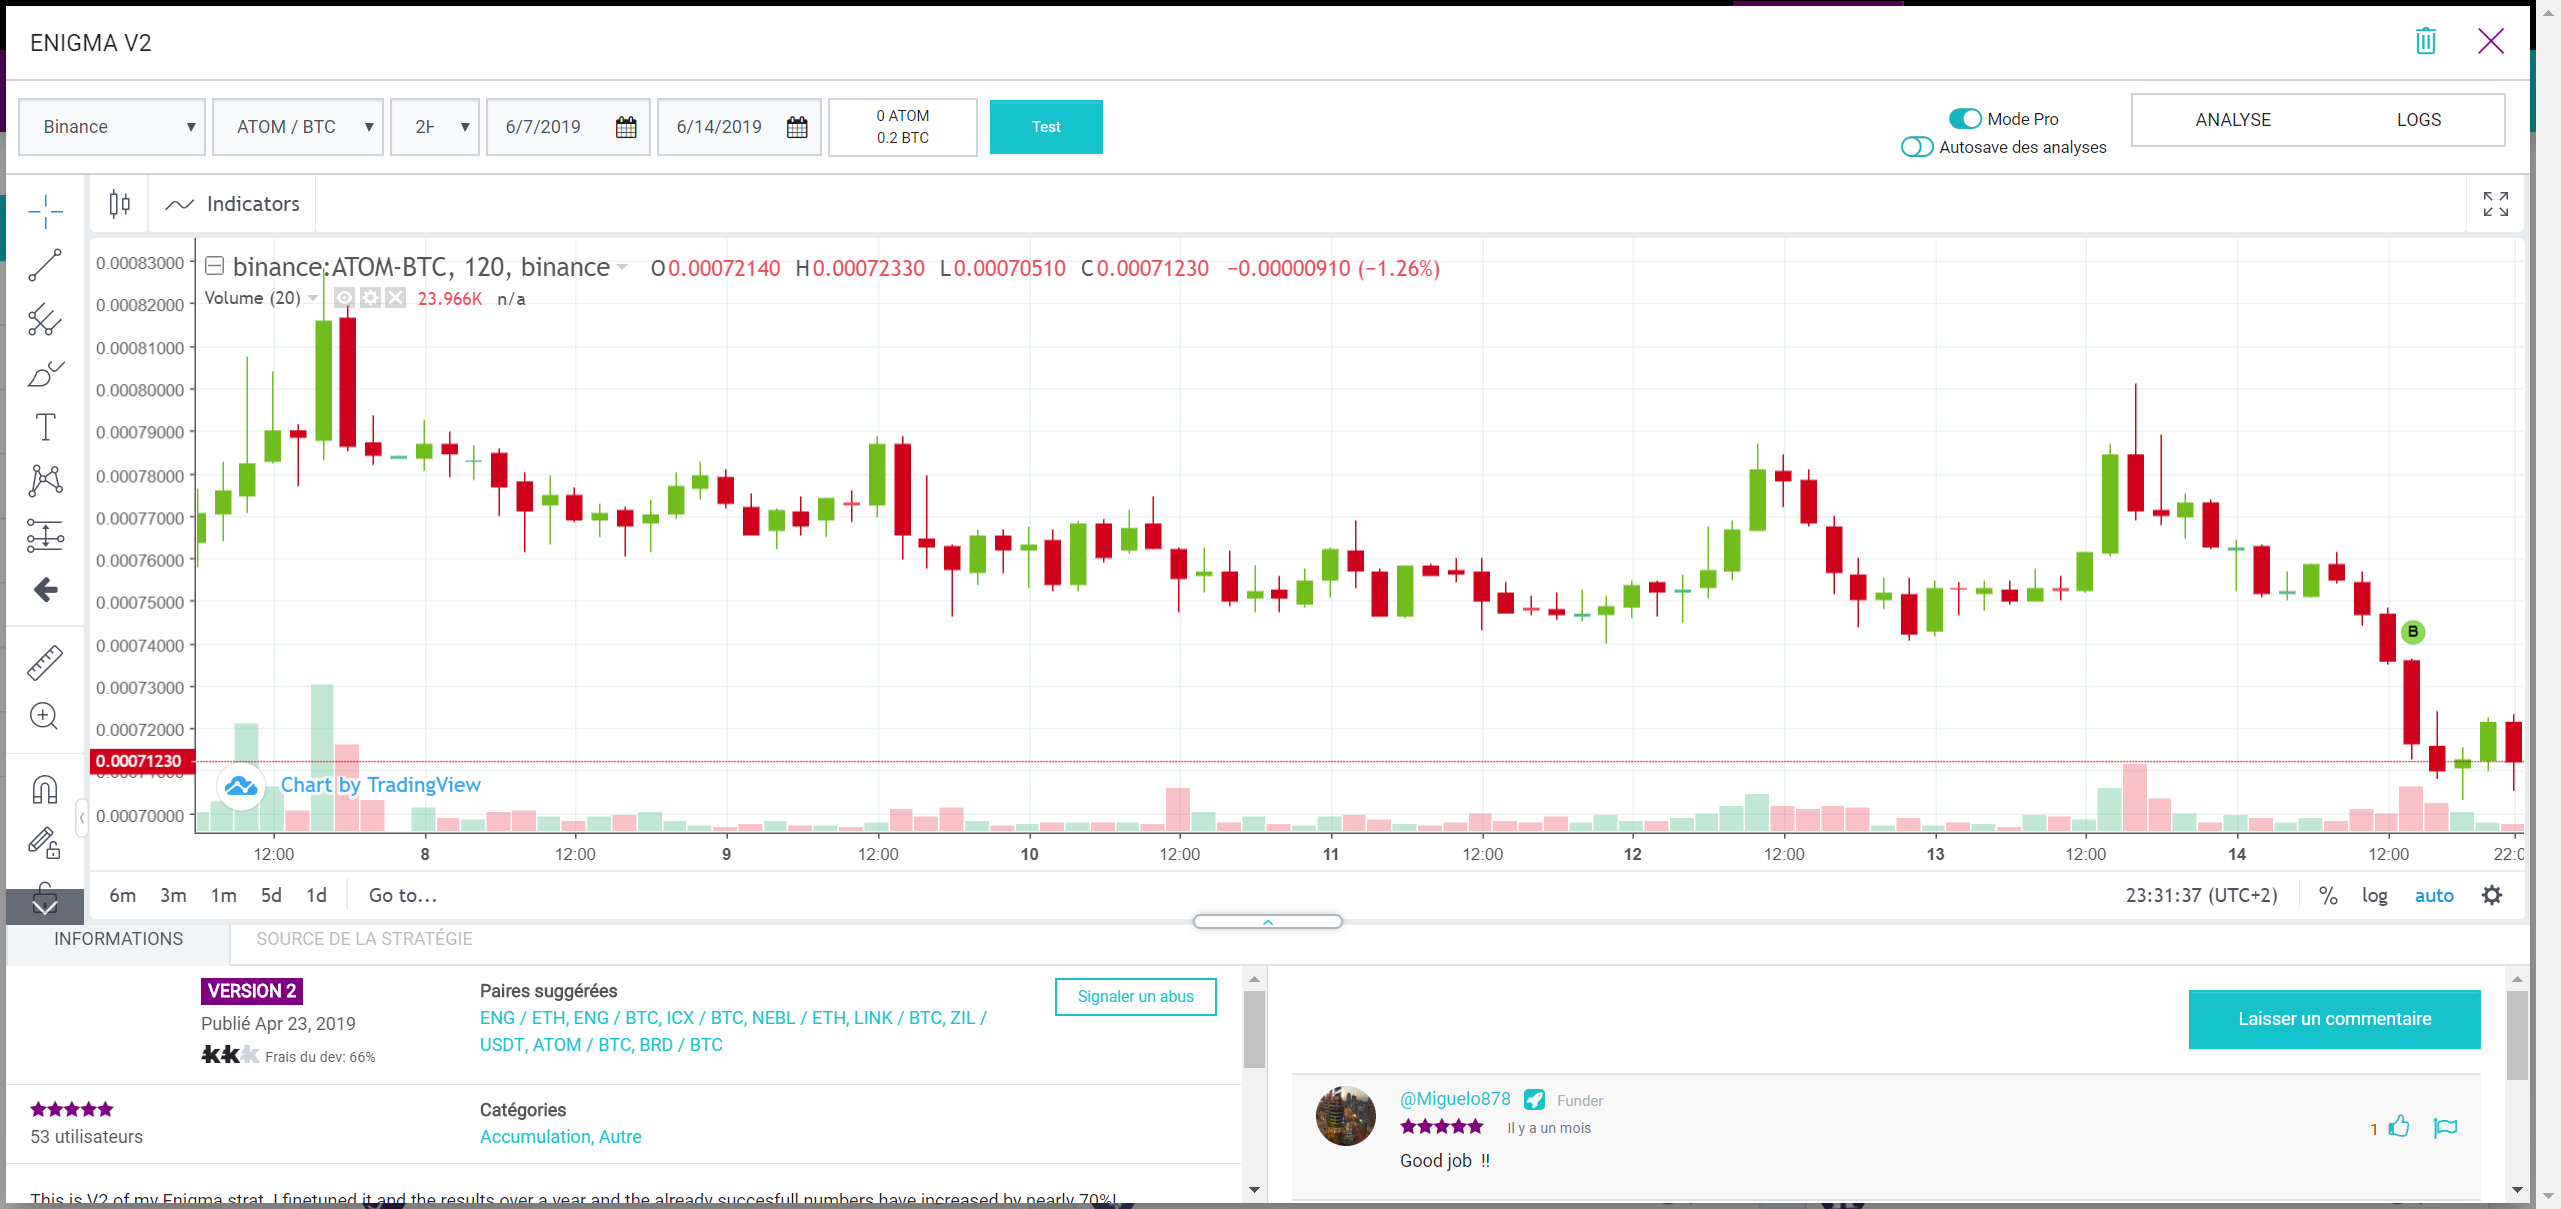 ENIGMA V2
Binance
ATOM / BTC
2H
6/7/2019
6/14/2019
0 ATOM
0.2 BTC
Test
Mode Pro
Autosave des analyses
ANALYSE
LOGS
Indicators
binance:ATOM-BTC, 120, binance O0.00072140 H0.00072330 L0.00070510 C0.00071230 −0.00000910 (−1.26%)
Volume (20) 23.966K n/a
0.00083000
0.00082000
0.00081000
0.00080000
0.00079000
0.00078000
0.00077000
0.00076000
0.00075000
0.00074000
0.00073000
0.00072000
0.00071230
0.00070000
B
Chart by TradingView
12:00 8 12:00 9 12:00 10 12:00 11 12:00 12 12:00 13 12:00 14 12:00 22:0
6m 3m 1m 5d 1d Go to...
23:31:37 (UTC+2) % log auto
INFORMATIONS
SOURCE DE LA STRATÉGIE
VERSION 2
Publié Apr 23, 2019
Frais du dev: 66%
Paires suggérées
ENG / ETH, ENG / BTC, ICX / BTC, NEBL / ETH, LINK / BTC, ZIL /
USDT, ATOM / BTC, BRD / BTC
Signaler un abus
53 utilisateurs
Catégories
Accumulation, Autre
This is V2 of my Enigma strat. I finetuned it and the results over a year and the already succesfull numbers have increased by nearly 70%!
Laisser un commentaire
@Miguelo878 Funder
Il y a un mois
1
Good job !!